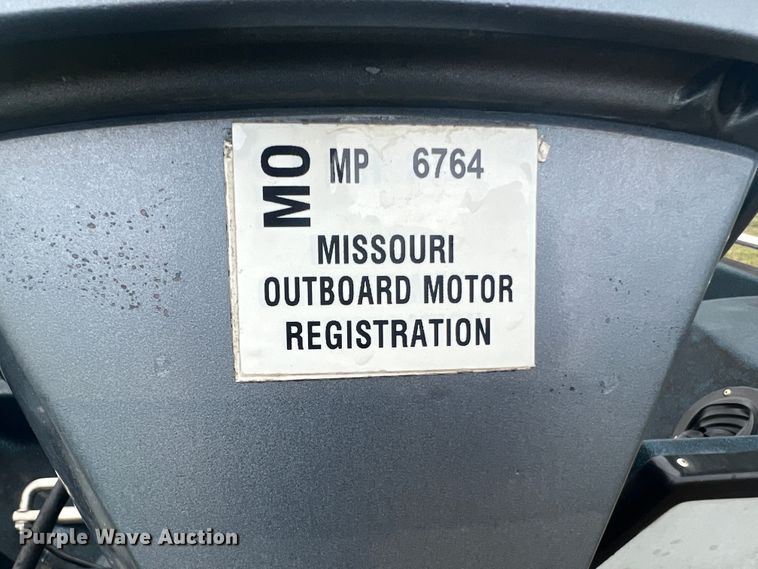 MO
MP 6764
MISSOURI
OUTBOARD MOTOR
REGISTRATION
Purple Wave Auction